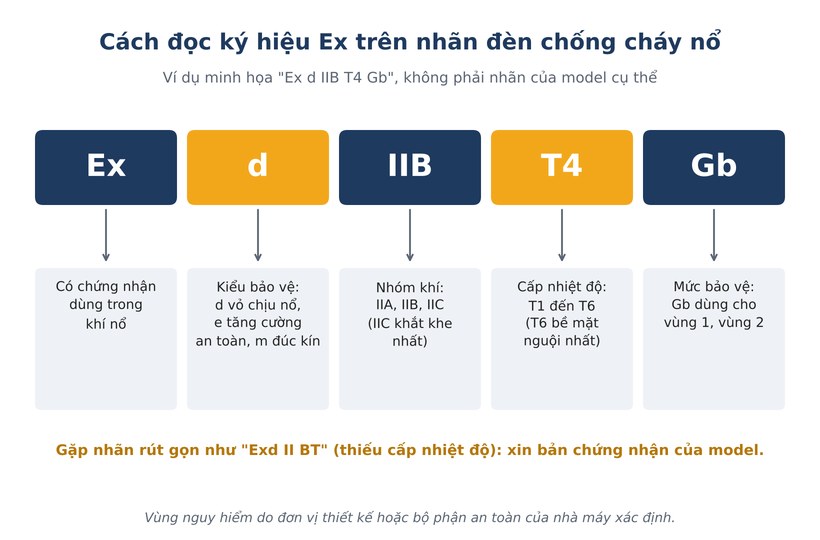 Cách đọc ký hiệu Ex trên nhãn đèn chống cháy nổ
Ví dụ minh họa "Ex d IIB T4 Gb", không phải nhãn của model cụ thể
Ex
d
IIB
T4
Gb
Có chứng nhận
dùng trong
khí nổ
Kiểu bảo vệ:
d vỏ chịu nổ,
e tăng cường
an toàn, m đúc kín
Nhóm khí:
IIA, IIB, IIC
(IIC khắt khe
nhất)
Cấp nhiệt độ:
T1 đến T6
(T6 bề mặt
nguội nhất)
Mức bảo vệ:
Gb dùng cho
vùng 1, vùng 2
Gặp nhãn rút gọn như "Exd II BT" (thiếu cấp nhiệt độ): xin bản chứng nhận của model.
Vùng nguy hiểm do đơn vị thiết kế hoặc bộ phận an toàn của nhà máy xác định.